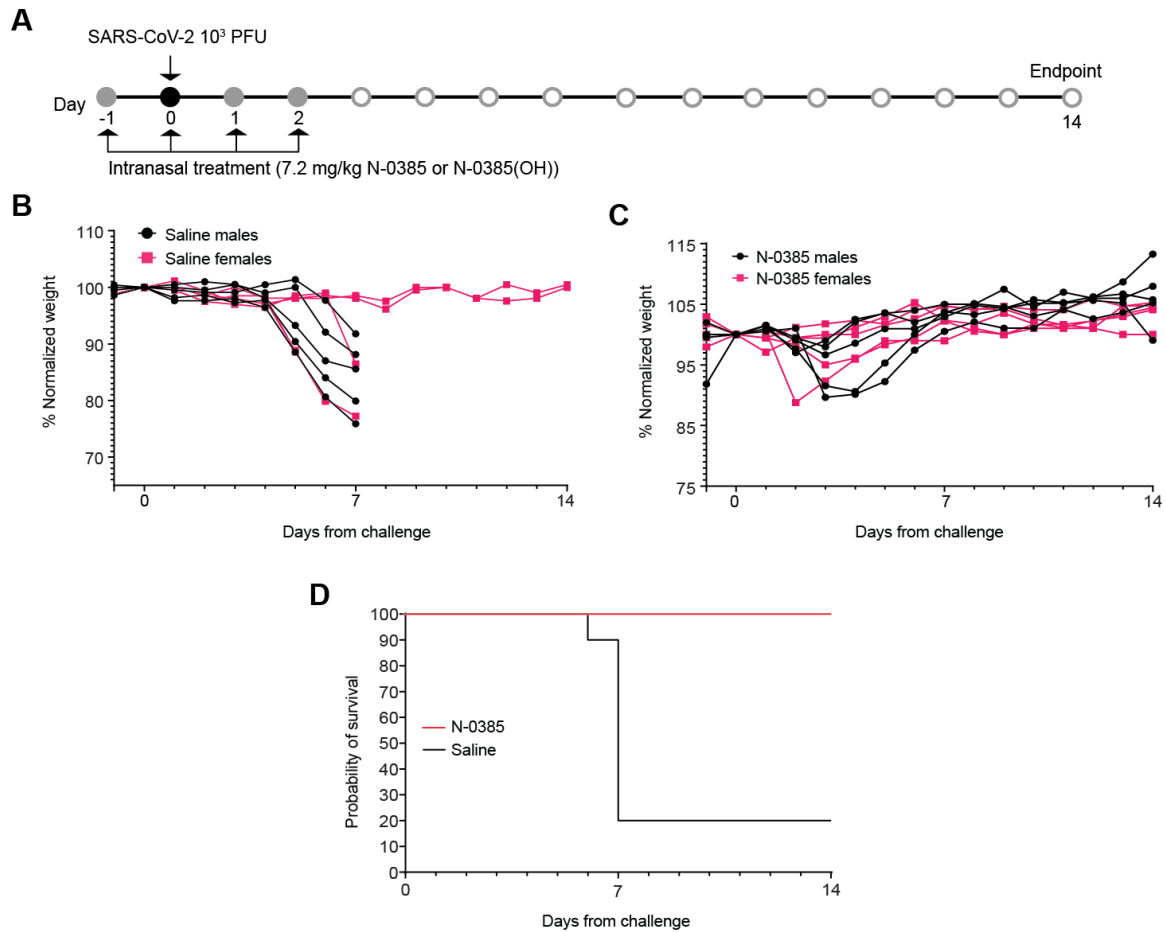 A
SARS-CoV-2 10³ PFU
Endpoint
Day
-1 0 1 2 14
Intranasal treatment (7.2 mg/kg N-0385 or N-0385(OH))
B
110
100
90
80
70
% Normalized weight
Saline males
Saline females
0 7 14
Days from challenge
C
115
105
95
85
75
% Normalized weight
N-0385 males
N-0385 females
0 7 14
Days from challenge
D
100
90
80
70
60
50
40
30
20
10
0
Probability of survival
N-0385
Saline
0 7 14
Days from challenge